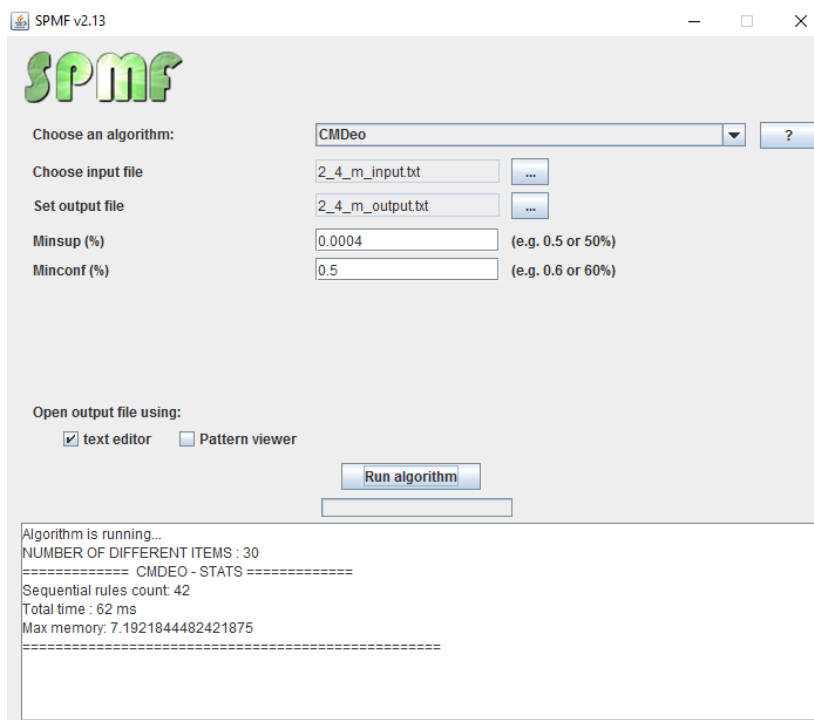 SPMF v2.13
SPMF
Choose an algorithm: CMDeo ?
Choose input file 2_4_m_input.txt ...
Set output file 2_4_m_output.txt ...
Minsup (%) 0.0004 (e.g. 0.5 or 50%)
Minconf (%) 0.5 (e.g. 0.6 or 60%)
Open output file using:
text editor Pattern viewer
Run algorithm
Algorithm is running...
NUMBER OF DIFFERENT ITEMS : 30
============= CMDEO - STATS =============
Sequential rules count: 42
Total time : 62 ms
Max memory: 7.1921844482421875
===================================================